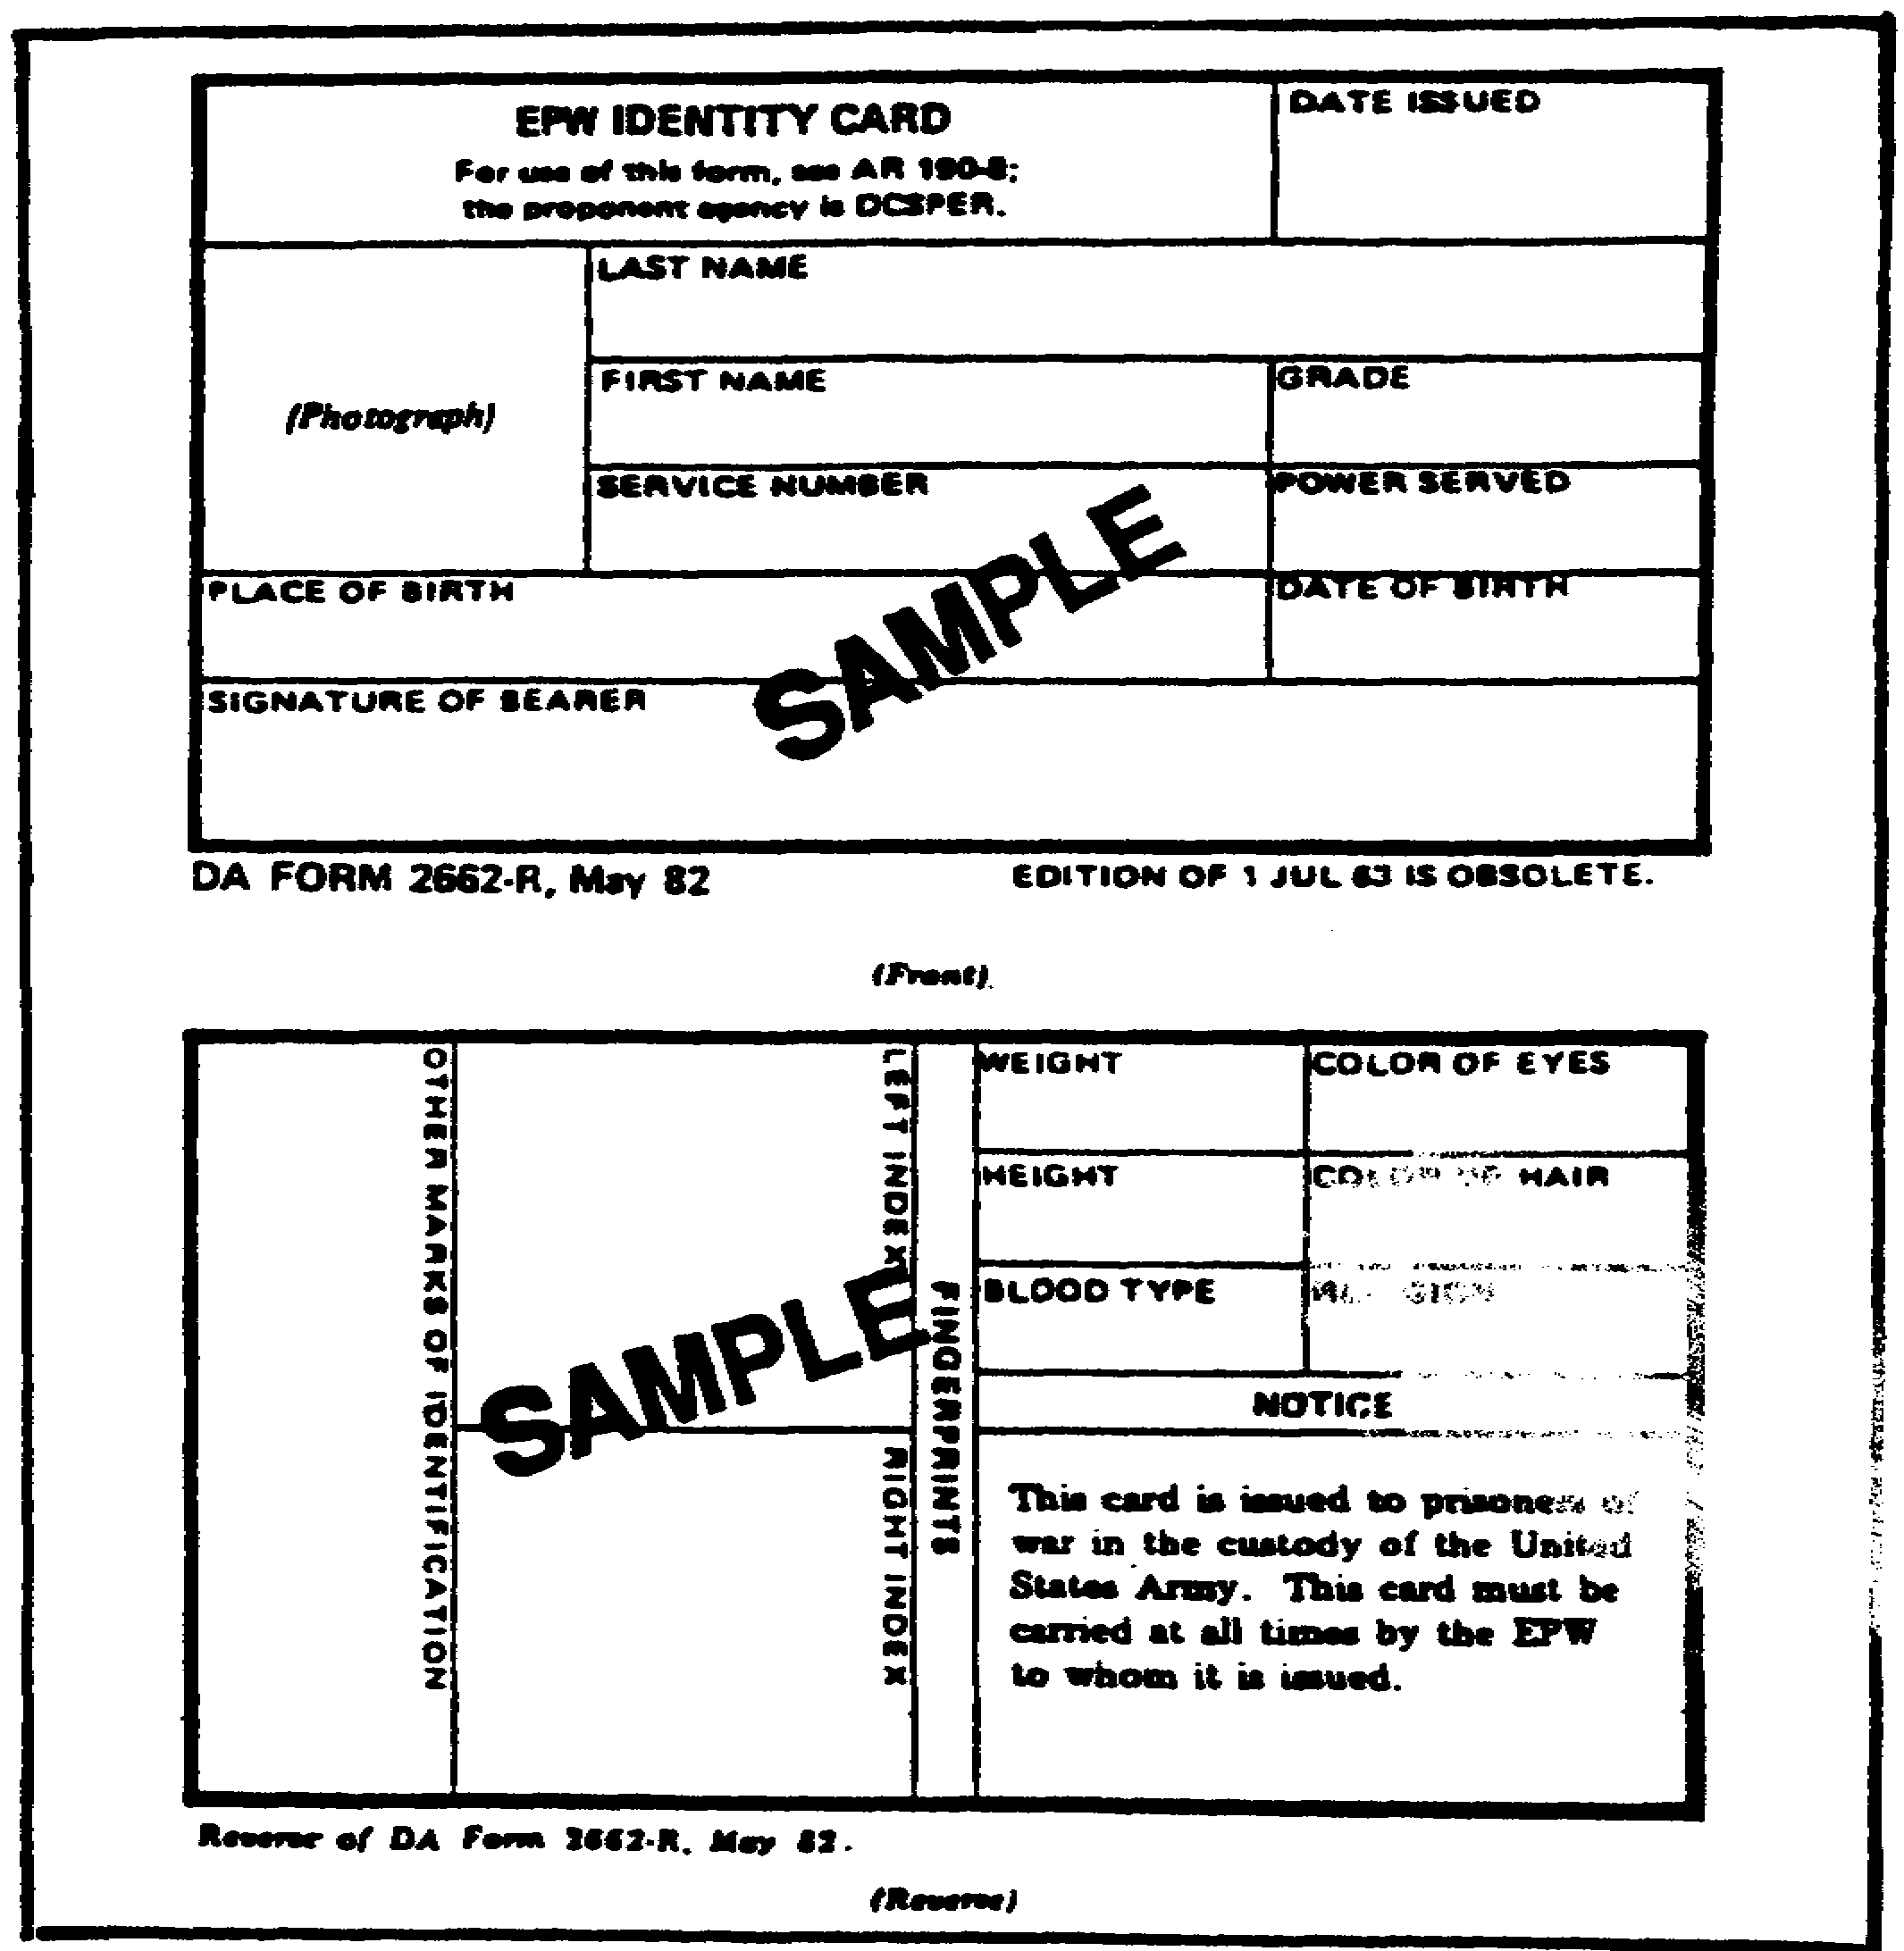 EPW IDENTITY CARD
For use of this form, see AR 190-8;
the proponent agency is DCSPER.
DATE ISSUED
(Photograph)
LAST NAME
FIRST NAME
GRADE
SERVICE NUMBER
POWER SERVED
PLACE OF BIRTH
DATE OF BIRTH
SIGNATURE OF BEARER
SAMPLE
DA FORM 2662-R, May 82
EDITION OF 1 JUL 63 IS OBSOLETE.
(Front)
OTHER MARKS OF IDENTIFICATION
LEFT INDEX
RIGHT INDEX
FINGERPRINTS
SAMPLE
WEIGHT
COLOR OF EYES
HEIGHT
COLOR OF HAIR
BLOOD TYPE
NOTICE
This card is issued to prisoners of
war in the custody of the United
States Army. This card must be
carried at all times by the EPW
to whom it is issued.
Reverse of DA Form 2662-R, May 82.
(Reverse)